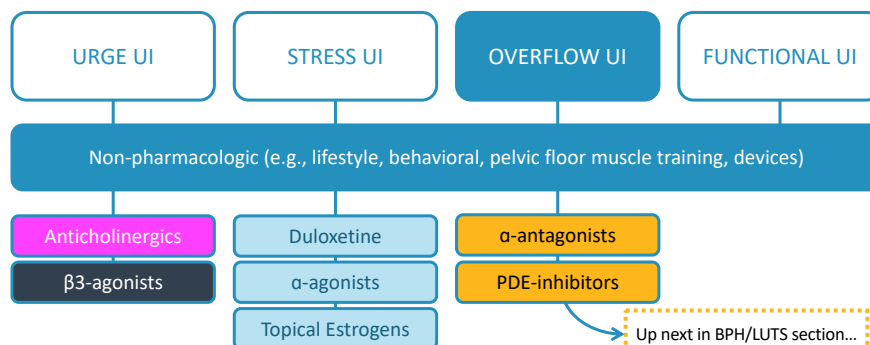 URGE UI
STRESS UI
OVERFLOW UI
FUNCTIONAL UI
Non-pharmacologic (e.g., lifestyle, behavioral, pelvic floor muscle training, devices)
Anticholinergics
Duloxetine
α-antagonists
β3-agonists
α-agonists
PDE-inhibitors
Topical Estrogens
Up next in BPH/LUTS section...